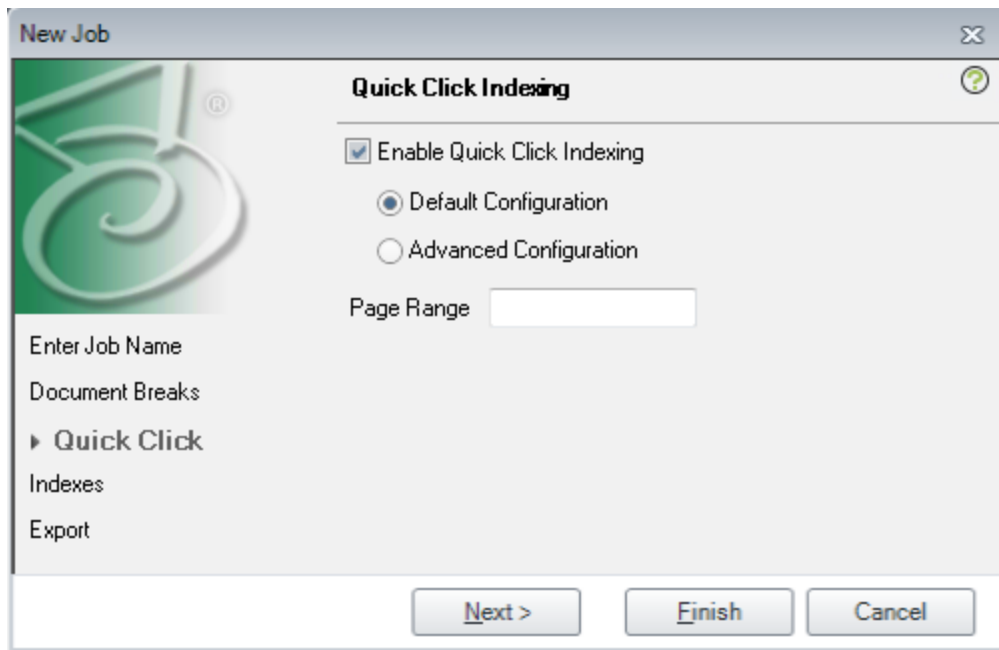 New Job
Quick Click Indexing
Enable Quick Click Indexing
Default Configuration
Advanced Configuration
Page Range
Enter Job Name
Document Breaks
Quick Click
Indexes
Export
Next >
Finish
Cancel